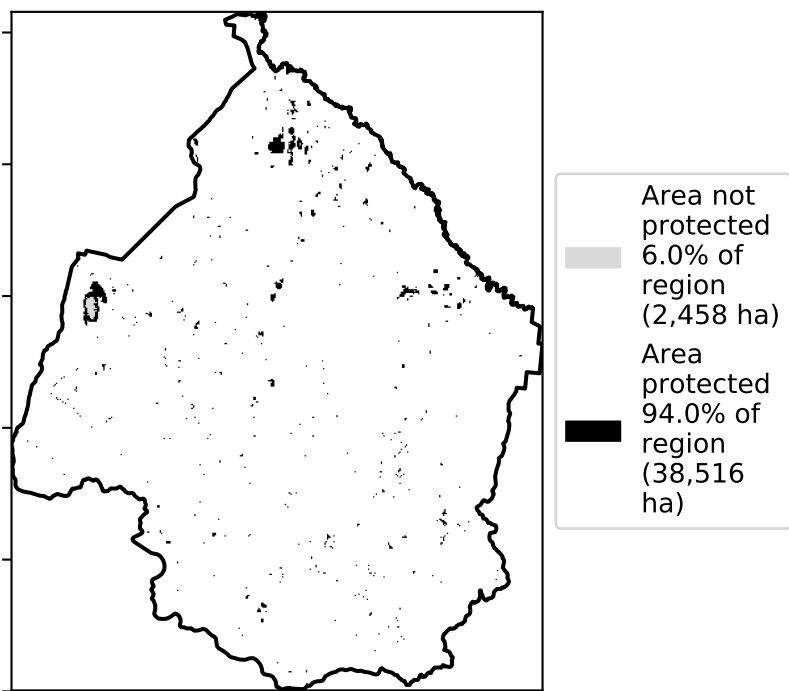 Area not
protected
6.0% of
region
(2,458 ha)
Area
protected
94.0% of
region
(38,516
ha)